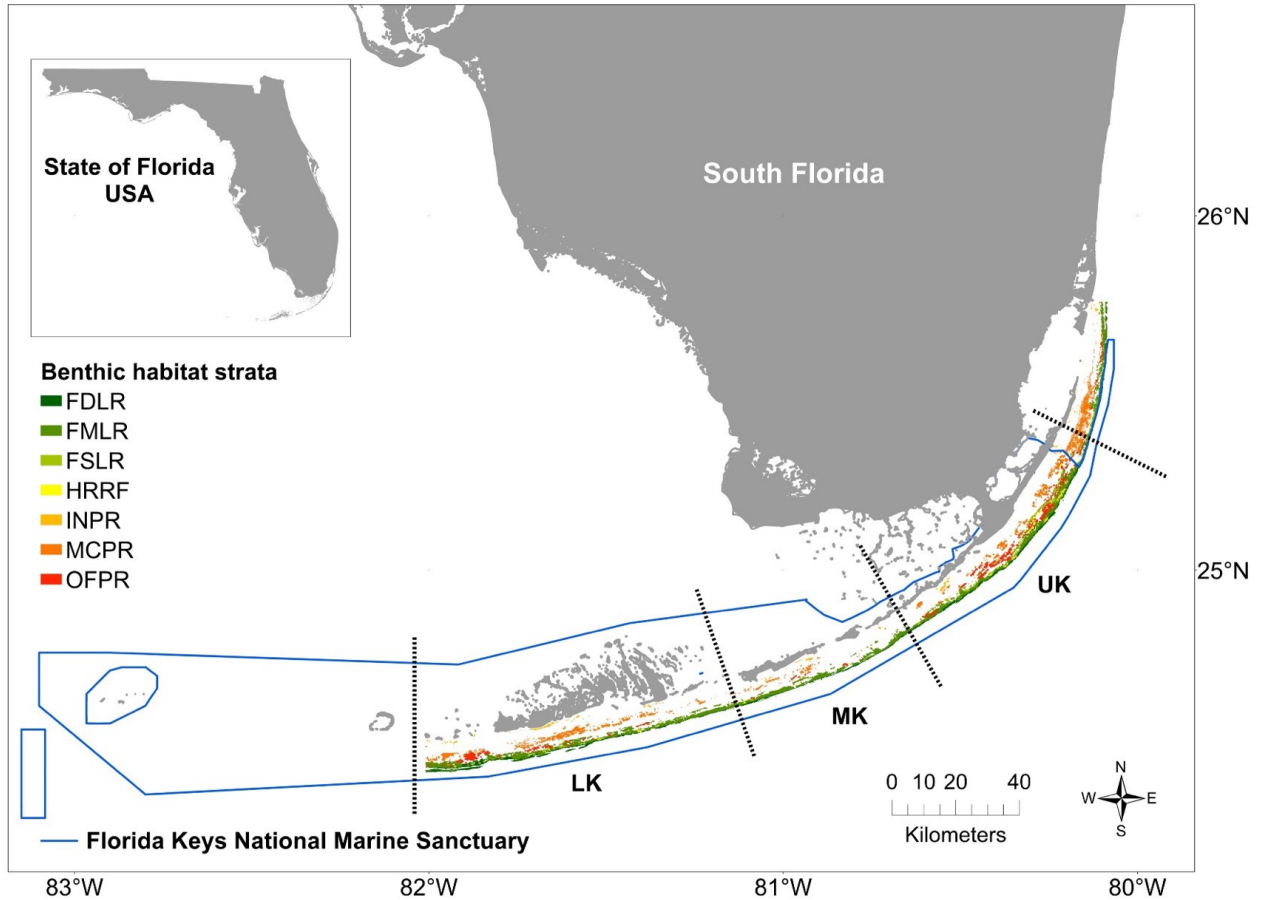 State of Florida
USA
South Florida
26°N
Benthic habitat strata
FDLR
FMLR
FSLR
HRRF
INPR
MCPR
OFPR
25°N
UK
MK
LK
0 10 20 40
Kilometers
N
W E
S
Florida Keys National Marine Sanctuary
83°W 82°W 81°W 80°W